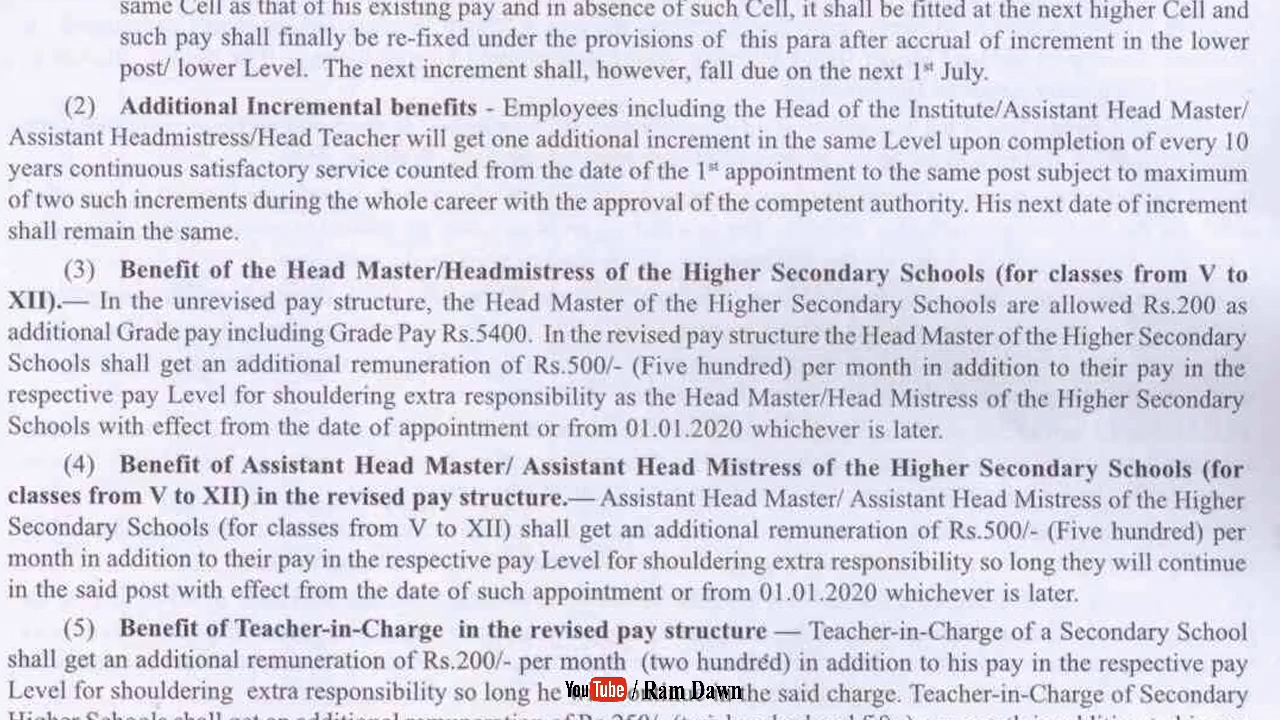 same Cell as that of his existing pay and in absence of such Cell, it shall be fitted at the next higher Cell and
such pay shall finally be re-fixed under the provisions of this para after accrual of increment in the lower
post/ lower Level. The next increment shall, however, fall due on the next 1st July.
(2) Additional Incremental benefits - Employees including the Head of the Institute/Assistant Head Master/
Assistant Headmistress/Head Teacher will get one additional increment in the same Level upon completion of every 10
years continuous satisfactory service counted from the date of the 1st appointment to the same post subject to maximum
of two such increments during the whole career with the approval of the competent authority. His next date of increment
shall remain the same.
(3) Benefit of the Head Master/Headmistress of the Higher Secondary Schools (for classes from V to
XII).— In the unrevised pay structure, the Head Master of the Higher Secondary Schools are allowed Rs.200 as
additional Grade pay including Grade Pay Rs.5400. In the revised pay structure the Head Master of the Higher Secondary
Schools shall get an additional remuneration of Rs.500/- (Five hundred) per month in addition to their pay in the
respective pay Level for shouldering extra responsibility as the Head Master/Head Mistress of the Higher Secondary
Schools with effect from the date of appointment or from 01.01.2020 whichever is later.
(4) Benefit of Assistant Head Master/ Assistant Head Mistress of the Higher Secondary Schools (for
classes from V to XII) in the revised pay structure.— Assistant Head Master/ Assistant Head Mistress of the Higher
Secondary Schools (for classes from V to XII) shall get an additional remuneration of Rs.500/- (Five hundred) per
month in addition to their pay in the respective pay Level for shouldering extra responsibility so long they will continue
in the said post with effect from the date of such appointment or from 01.01.2020 whichever is later.
(5) Benefit of Teacher-in-Charge in the revised pay structure — Teacher-in-Charge of a Secondary School
shall get an additional remuneration of Rs.200/- per month (two hundred) in addition to his pay in the respective pay
Level for shouldering extra responsibility so long he the said charge. Teacher-in-Charge of Secondary
YouTube / Ram Dawn